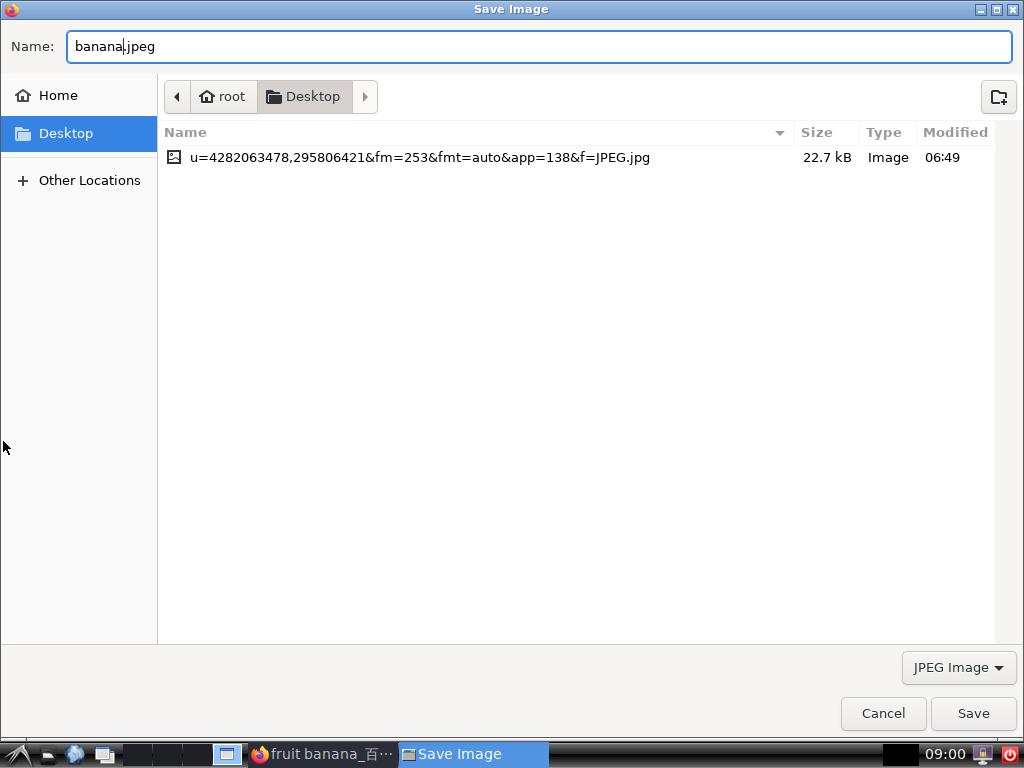 Save Image
Name: banana.jpeg
Home
root
Desktop
Desktop
Name Size Type Modified
u=4282063478,295806421&fm=253&fmt=auto&app=138&f=JPEG.jpg 22.7 kB Image 06:49
Other Locations
JPEG Image
Cancel Save
fruit banana_百··· Save Image 09:00